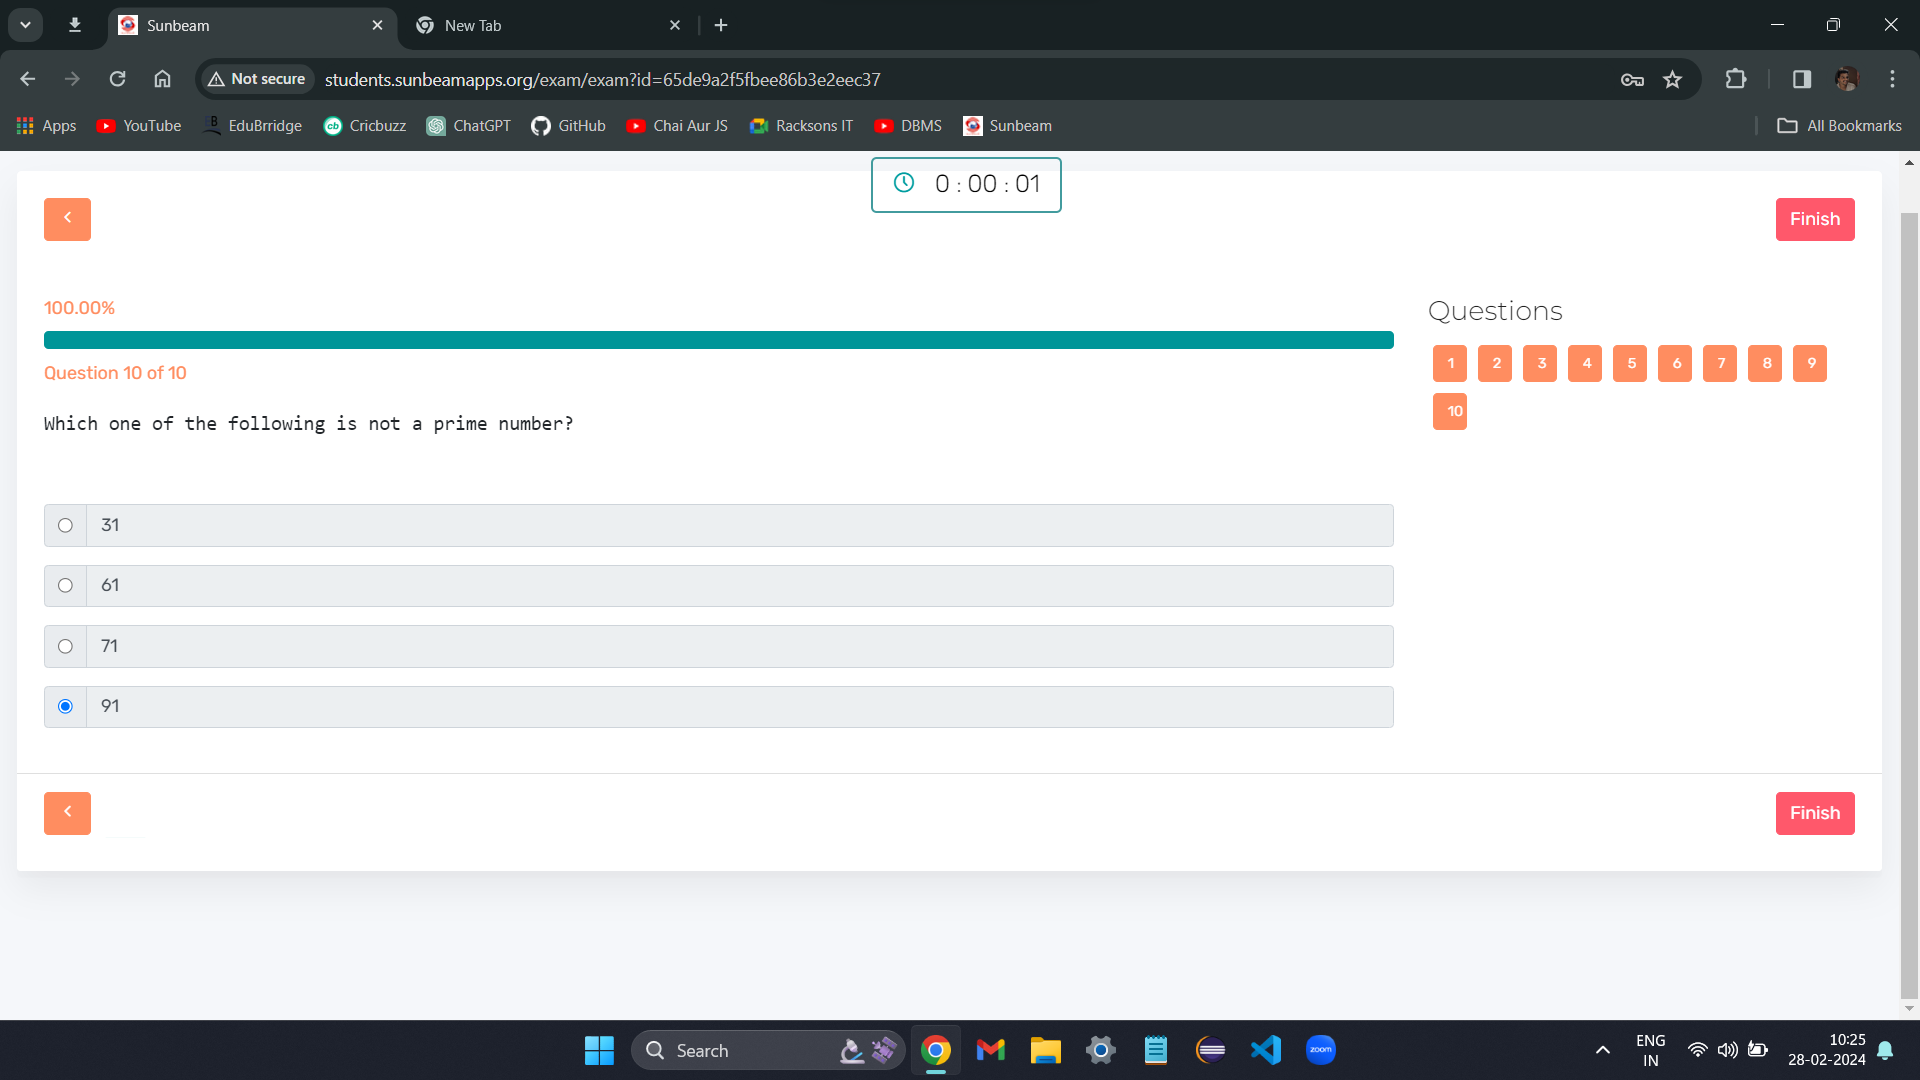 Sunbeam
New Tab
Not secure
students.sunbeamapps.org/exam/exam?id=65de9a2f5fbee86b3e2eec37
Apps
YouTube
EduBrridge
Cricbuzz
ChatGPT
GitHub
Chai Aur JS
Racksons IT
DBMS
Sunbeam
All Bookmarks
0 : 00 : 01
Finish
100.00%
Question 10 of 10
Which one of the following is not a prime number?
31
61
71
91
Questions
1 2 3 4 5 6 7 8 9
10
Finish
Search
zoom
ENG
IN
10:25
28-02-2024